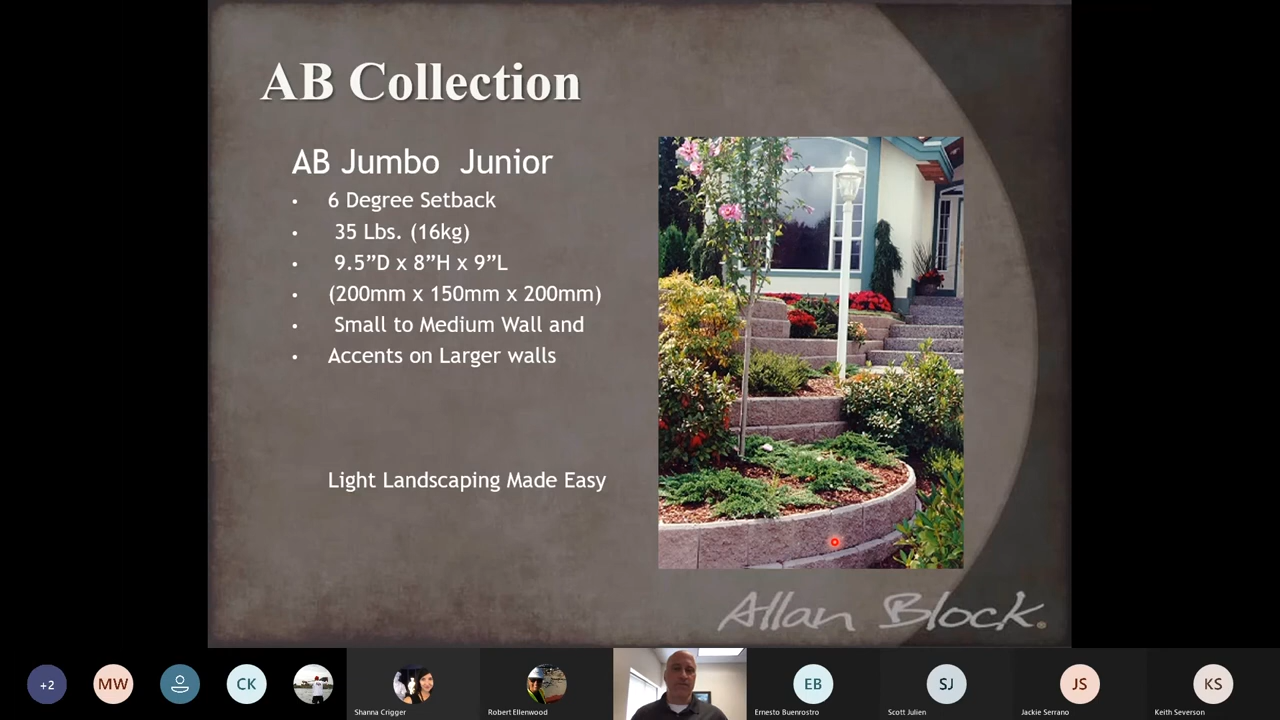 AB Collection
AB Jumbo Junior
• 6 Degree Setback
• 35 Lbs. (16kg)
• 9.5”D x 8”H x 9”L
• (200mm x 150mm x 200mm)
• Small to Medium Wall and
• Accents on Larger walls
Light Landscaping Made Easy
Allan Block
+2
MW
CK
EB
SJ
JS
KS
Shanna Crigger
Robert Ellenwood
Ernesto Buenrostro
Scott Julien
Jackie Serrano
Keith Severson